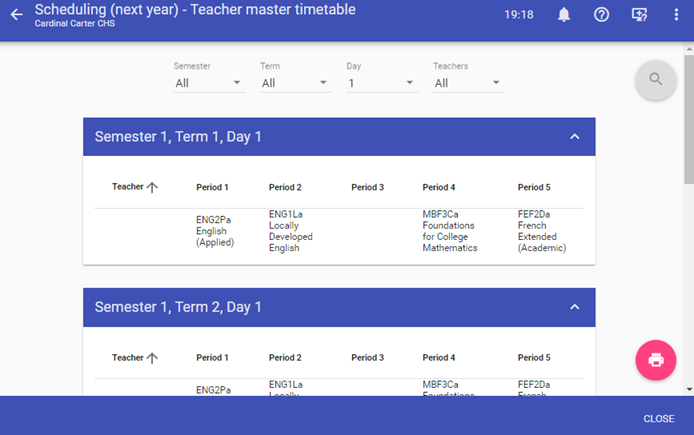 Scheduling (next year) - Teacher master timetable
Cardinal Carter CHS
19:18
Semester Term Day Teachers
All All 1 All
Semester 1, Term 1, Day 1
Teacher Period 1 Period 2 Period 3 Period 4 Period 5
ENG2Pa
English
(Applied)
ENG1La
Locally
Developed
English
MBF3Ca
Foundations
for College
Mathematics
FEF2Da
French
Extended
(Academic)
Semester 1, Term 2, Day 1
Teacher Period 1 Period 2 Period 3 Period 4 Period 5
ENG2Pa
ENG1La
Locally
MBF3Ca
Foundations
FEF2Da
French
CLOSE